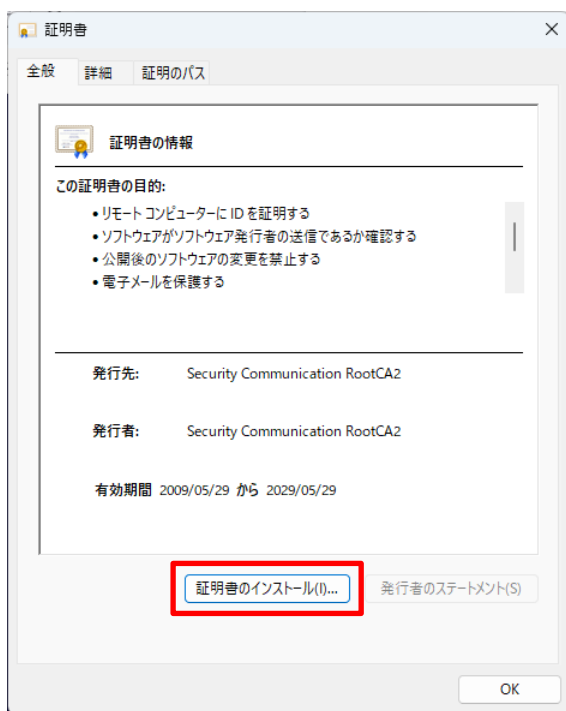 証明書
全般 詳細 証明のパス
証明書の情報
この証明書の目的:
• リモート コンピューターに ID を証明する
• ソフトウェアがソフトウェア発行者の送信であるか確認する
• 公開後のソフトウェアの変更を禁止する
• 電子メールを保護する
発行先: Security Communication RootCA2
発行者: Security Communication RootCA2
有効期間 2009/05/29 から 2029/05/29
証明書のインストール(I)... 発行者のステートメント(S)
OK